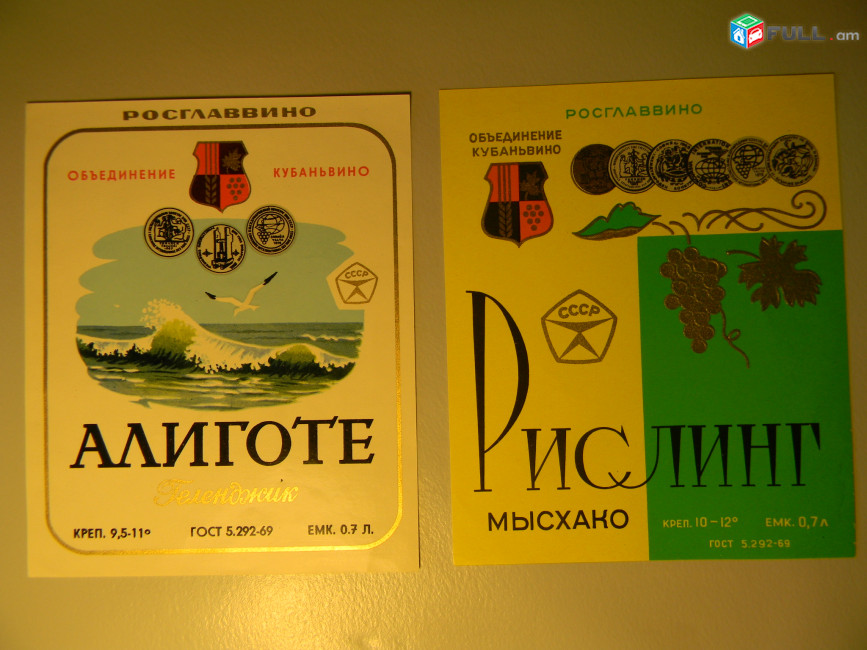 FULL.am
РОСГЛАВВИНО
ОБЪЕДИНЕНИЕ КУБАНЬВИНО
СССР
АЛИГОТЕ
Геленджик
КРЕП. 9,5-11° ГОСТ 5.292-69 ЕМК. 0.7 Л.
РОСГЛАВВИНО
ОБЪЕДИНЕНИЕ
КУБАНЬВИНО
СССР
Рислинг
МЫСХАКО
КРЕП. 10-12° ЕМК. 0,7 л
ГОСТ 5.292-69